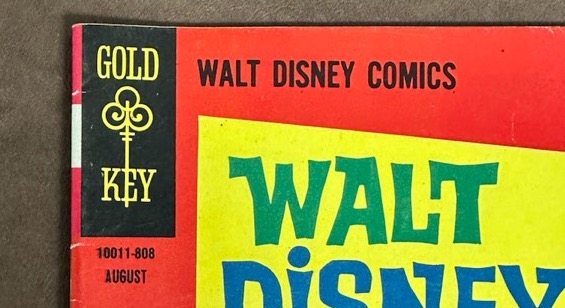 GOLD
KEY
WALT DISNEY COMICS
WALT
DISNEY
10011-808
AUGUST